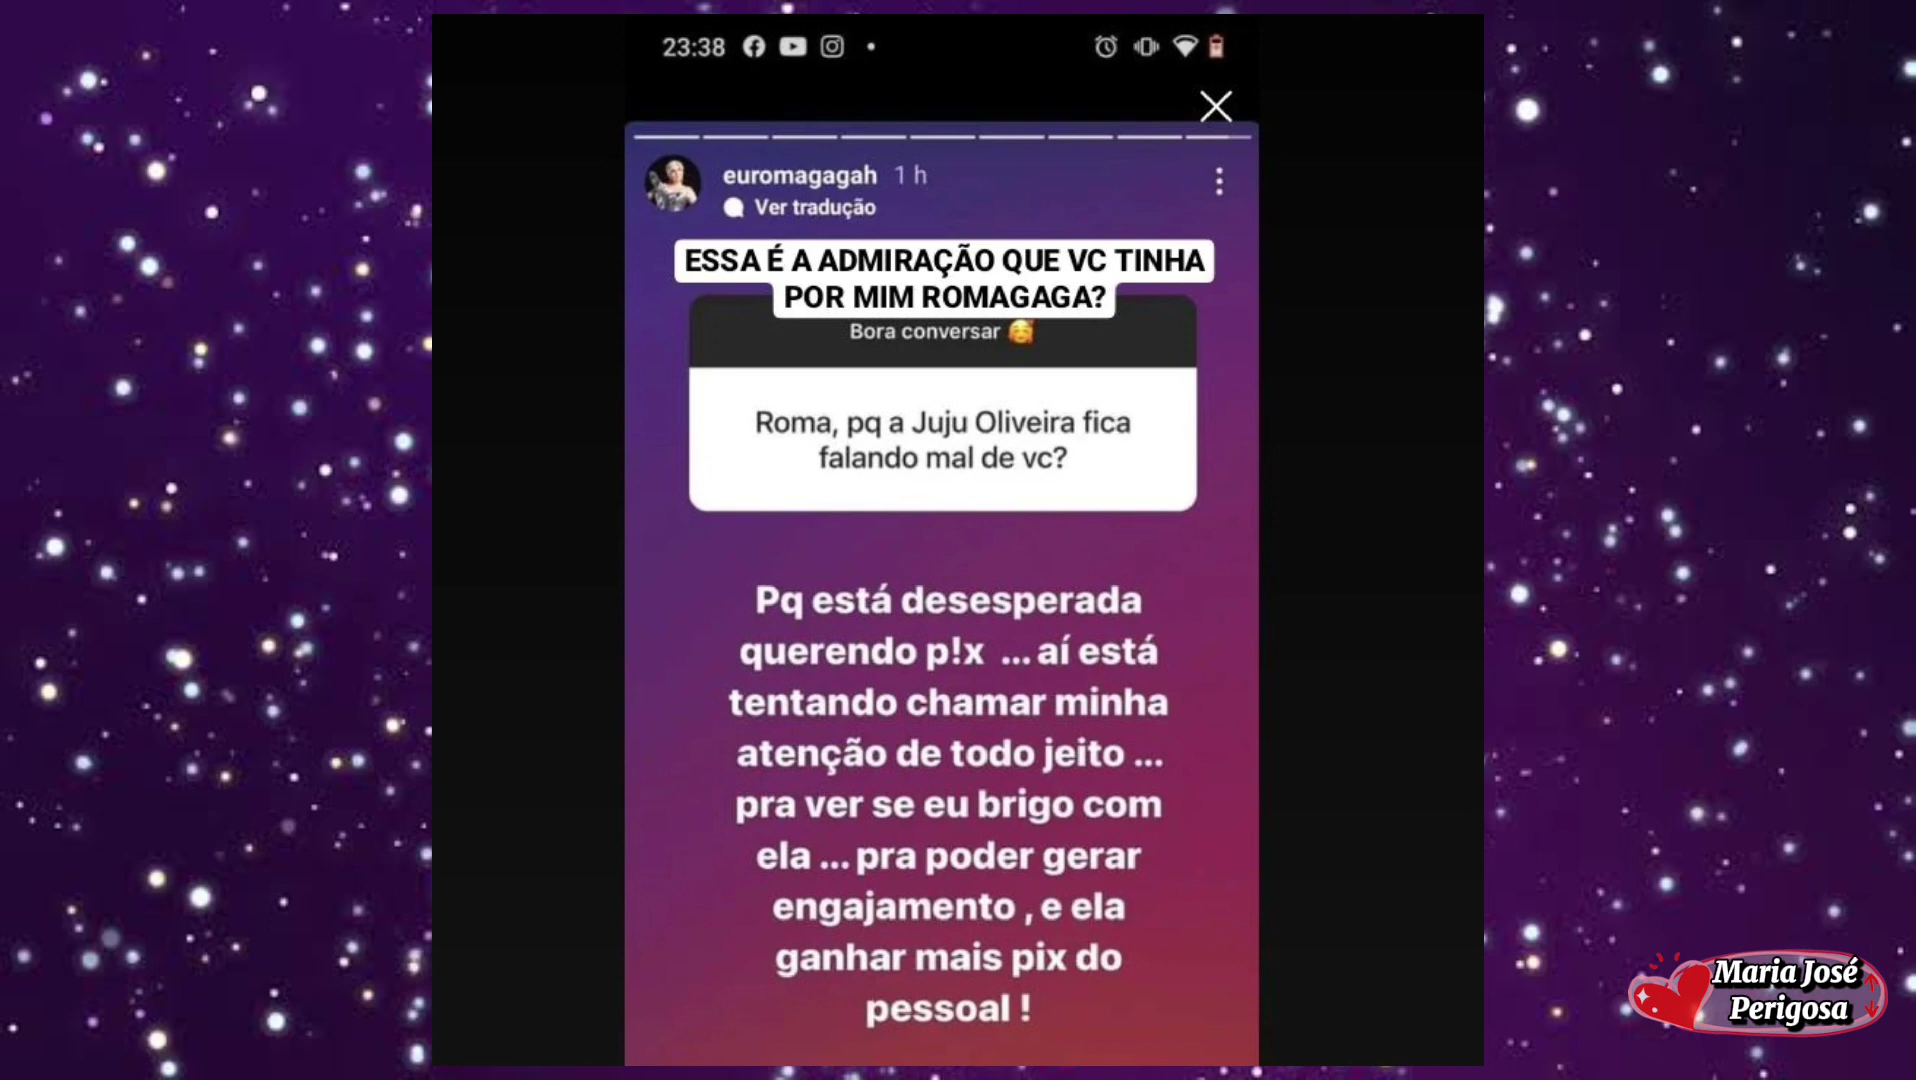 23:38
euromagagah 1 h
Ver tradução
ESSA É A ADMIRAÇÃO QUE VC TINHA
POR MIM ROMAGAGA?
Bora conversar 🥰
Roma, pq a Juju Oliveira fica
falando mal de vc?
Pq está desesperada
querendo p!x ... aí está
tentando chamar minha
atenção de todo jeito ...
pra ver se eu brigo com
ela ... pra poder gerar
engajamento , e ela
ganhar mais pix do
pessoal !
Maria José
Perigosa